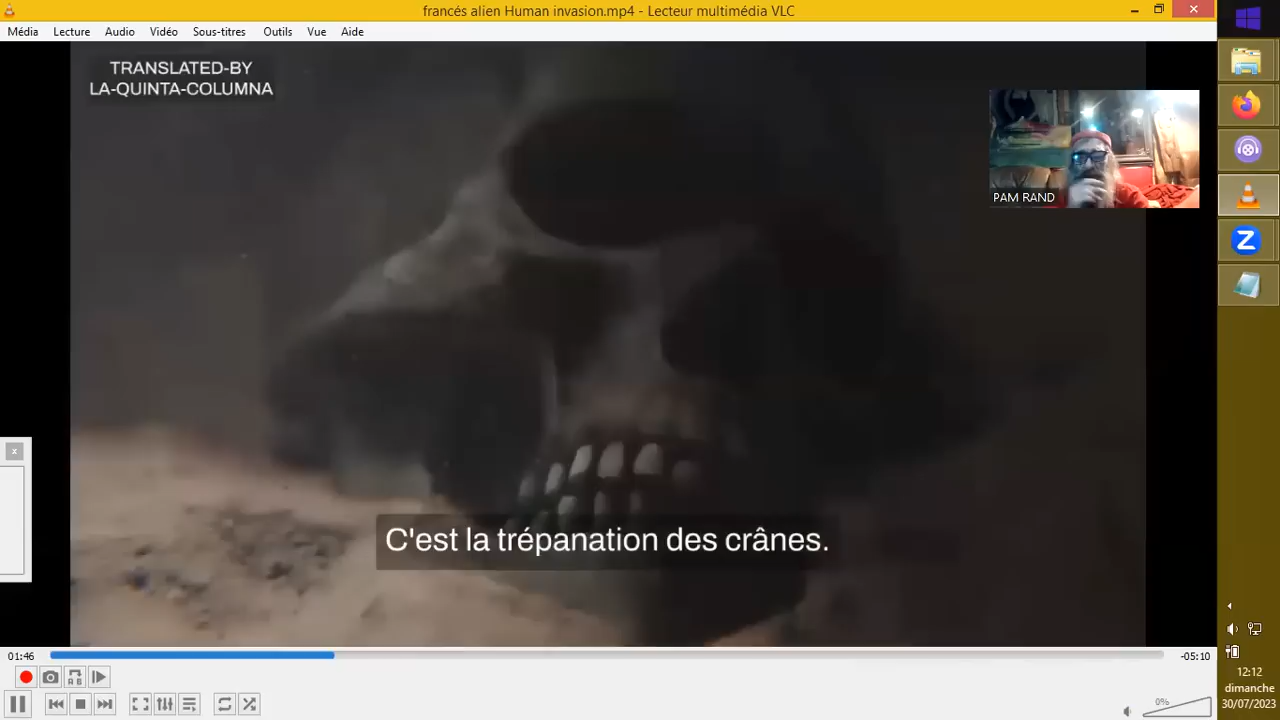 francés alien Human invasion.mp4 - Lecteur multimédia VLC
Média Lecture Audio Vidéo Sous-titres Outils Vue Aide
TRANSLATED-BY
LA-QUINTA-COLUMNA
PAM RAND
C'est la trépanation des crânes.
01:46
-05:10
0%
12:12
dimanche
30/07/2023